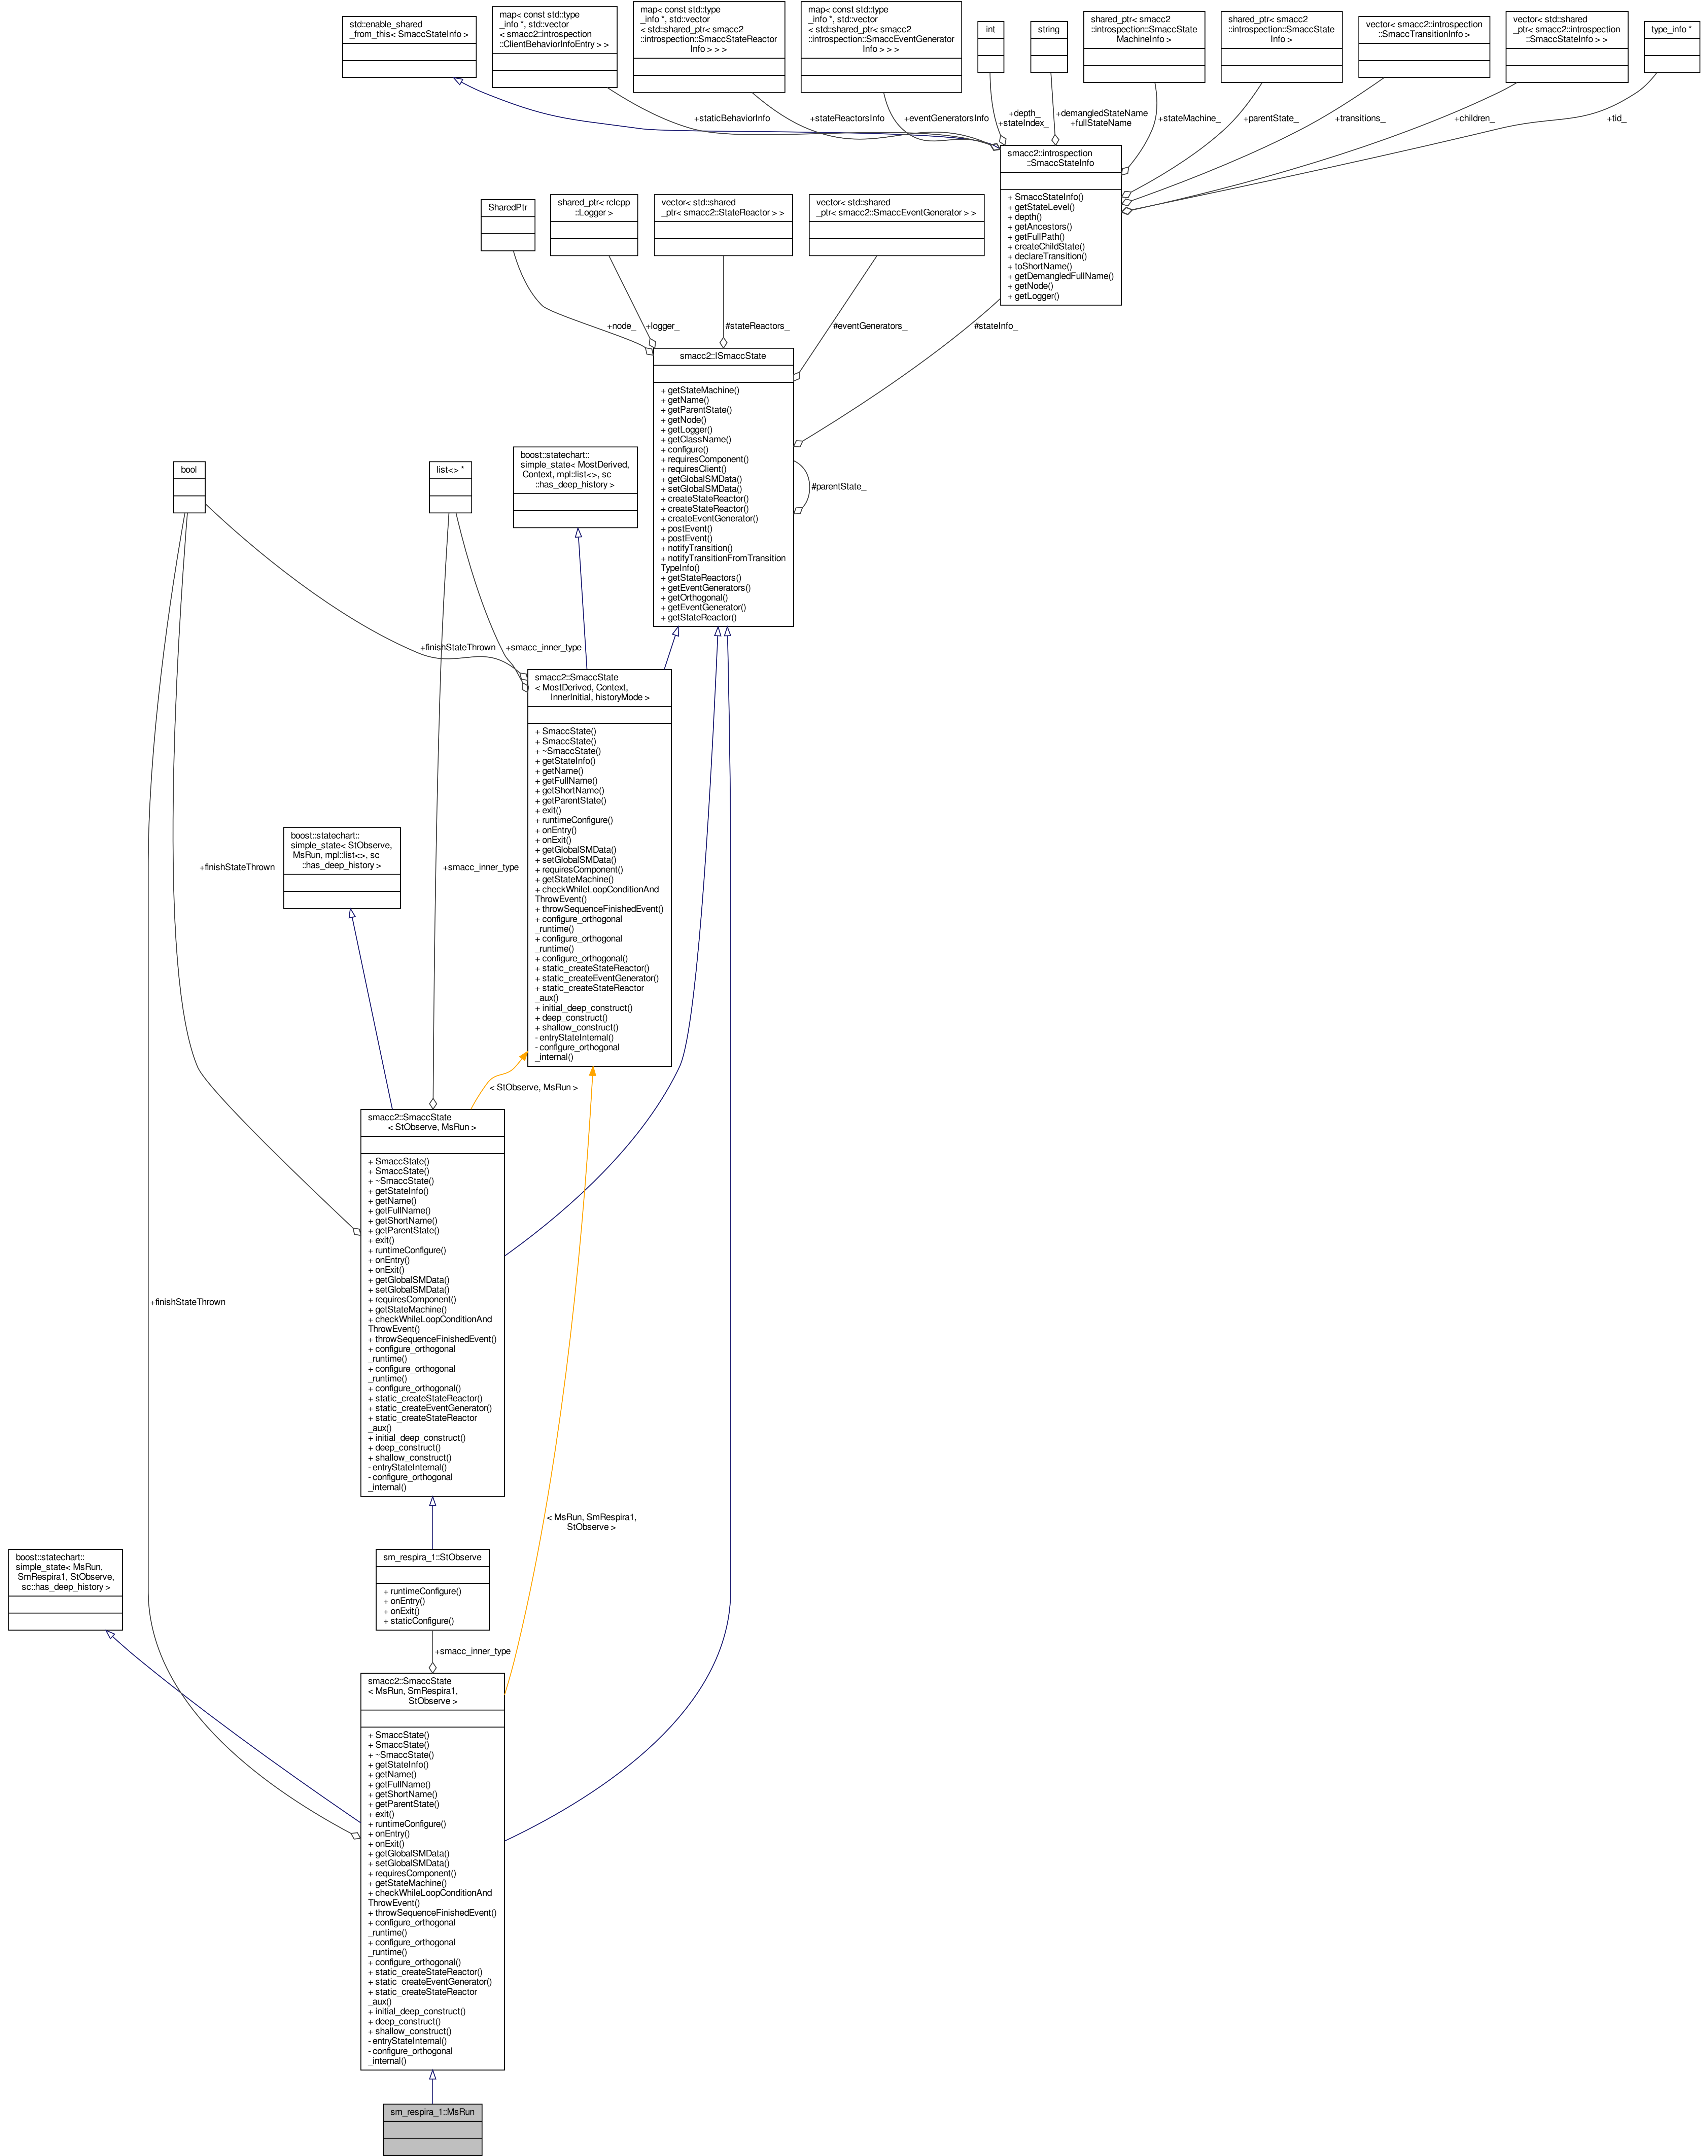 std::enable_shared
_from_this< SmaccStateInfo >
map< const std::type
_info *, std::vector
< smacc2::introspection
::ClientBehaviorInfoEntry > >
map< const std::type
_info *, std::vector
< std::shared_ptr< smacc2
::introspection::SmaccStateReactor
Info > > >
map< const std::type
_info *, std::vector
< std::shared_ptr< smacc2
::introspection::SmaccEventGenerator
Info > > >
int
string
shared_ptr< smacc2
::introspection::SmaccState
MachineInfo >
shared_ptr< smacc2
::introspection::SmaccState
Info >
vector< smacc2::introspection
::SmaccTransitionInfo >
vector< std::shared
_ptr< smacc2::introspection
::SmaccStateInfo > >
type_info *
+staticBehaviorInfo
+stateReactorsInfo
+eventGeneratorsInfo
+depth_
+stateIndex_
+demangledStateName
+fullStateName
+stateMachine_
+parentState_
+transitions_
+children_
+tid_
smacc2::introspection
::SmaccStateInfo
+ SmaccStateInfo()
+ getStateLevel()
+ depth()
+ getAncestors()
+ getFullPath()
+ createChildState()
+ declareTransition()
+ toShortName()
+ getDemangledFullName()
+ getNode()
+ getLogger()
SharedPtr
shared_ptr< rclcpp
::Logger >
vector< std::shared
_ptr< smacc2::StateReactor > >
vector< std::shared
_ptr< smacc2::SmaccEventGenerator > >
+node_
+logger_
#stateReactors_
#eventGenerators_
#stateInfo_
smacc2::ISmaccState
+ getStateMachine()
+ getName()
+ getParentState()
+ getNode()
+ getLogger()
+ getClassName()
+ configure()
+ requiresComponent()
+ requiresClient()
+ getGlobalSMData()
+ setGlobalSMData()
+ createStateReactor()
+ createStateReactor()
+ createEventGenerator()
+ postEvent()
+ postEvent()
+ notifyTransition()
+ notifyTransitionFromTransition
TypeInfo()
+ getStateReactors()
+ getEventGenerators()
+ getOrthogonal()
+ getEventGenerator()
+ getStateReactor()
#parentState_
bool
list<> *
boost::statechart::
simple_state< MostDerived,
Context, mpl::list<>, sc
::has_deep_history >
+finishStateThrown
+smacc_inner_type
smacc2::SmaccState
< MostDerived, Context,
InnerInitial, historyMode >
+ SmaccState()
+ SmaccState()
+ ~SmaccState()
+ getStateInfo()
+ getName()
+ getFullName()
+ getShortName()
+ getParentState()
+ exit()
+ runtimeConfigure()
+ onEntry()
+ onExit()
+ getGlobalSMData()
+ setGlobalSMData()
+ requiresComponent()
+ getStateMachine()
+ checkWhileLoopConditionAnd
ThrowEvent()
+ throwSequenceFinishedEvent()
+ configure_orthogonal
_runtime()
+ configure_orthogonal
_runtime()
+ configure_orthogonal()
+ static_createStateReactor()
+ static_createEventGenerator()
+ static_createStateReactor
_aux()
+ initial_deep_construct()
+ deep_construct()
+ shallow_construct()
- entryStateInternal()
- configure_orthogonal
_internal()
boost::statechart::
simple_state< StObserve,
MsRun, mpl::list<>, sc
::has_deep_history >
+finishStateThrown
+smacc_inner_type
< StObserve, MsRun >
smacc2::SmaccState
< StObserve, MsRun >
+ SmaccState()
+ SmaccState()
+ ~SmaccState()
+ getStateInfo()
+ getName()
+ getFullName()
+ getShortName()
+ getParentState()
+ exit()
+ runtimeConfigure()
+ onEntry()
+ onExit()
+ getGlobalSMData()
+ setGlobalSMData()
+ requiresComponent()
+ getStateMachine()
+ checkWhileLoopConditionAnd
ThrowEvent()
+ throwSequenceFinishedEvent()
+ configure_orthogonal
_runtime()
+ configure_orthogonal
_runtime()
+ configure_orthogonal()
+ static_createStateReactor()
+ static_createEventGenerator()
+ static_createStateReactor
_aux()
+ initial_deep_construct()
+ deep_construct()
+ shallow_construct()
- entryStateInternal()
- configure_orthogonal
_internal()
+finishStateThrown
< MsRun, SmRespira1,
StObserve >
boost::statechart::
simple_state< MsRun,
SmRespira1, StObserve,
sc::has_deep_history >
sm_respira_1::StObserve
+ runtimeConfigure()
+ onEntry()
+ onExit()
+ staticConfigure()
+smacc_inner_type
smacc2::SmaccState
< MsRun, SmRespira1,
StObserve >
+ SmaccState()
+ SmaccState()
+ ~SmaccState()
+ getStateInfo()
+ getName()
+ getFullName()
+ getShortName()
+ getParentState()
+ exit()
+ runtimeConfigure()
+ onEntry()
+ onExit()
+ getGlobalSMData()
+ setGlobalSMData()
+ requiresComponent()
+ getStateMachine()
+ checkWhileLoopConditionAnd
ThrowEvent()
+ throwSequenceFinishedEvent()
+ configure_orthogonal
_runtime()
+ configure_orthogonal
_runtime()
+ configure_orthogonal()
+ static_createStateReactor()
+ static_createEventGenerator()
+ static_createStateReactor
_aux()
+ initial_deep_construct()
+ deep_construct()
+ shallow_construct()
- entryStateInternal()
- configure_orthogonal
_internal()
sm_respira_1::MsRun